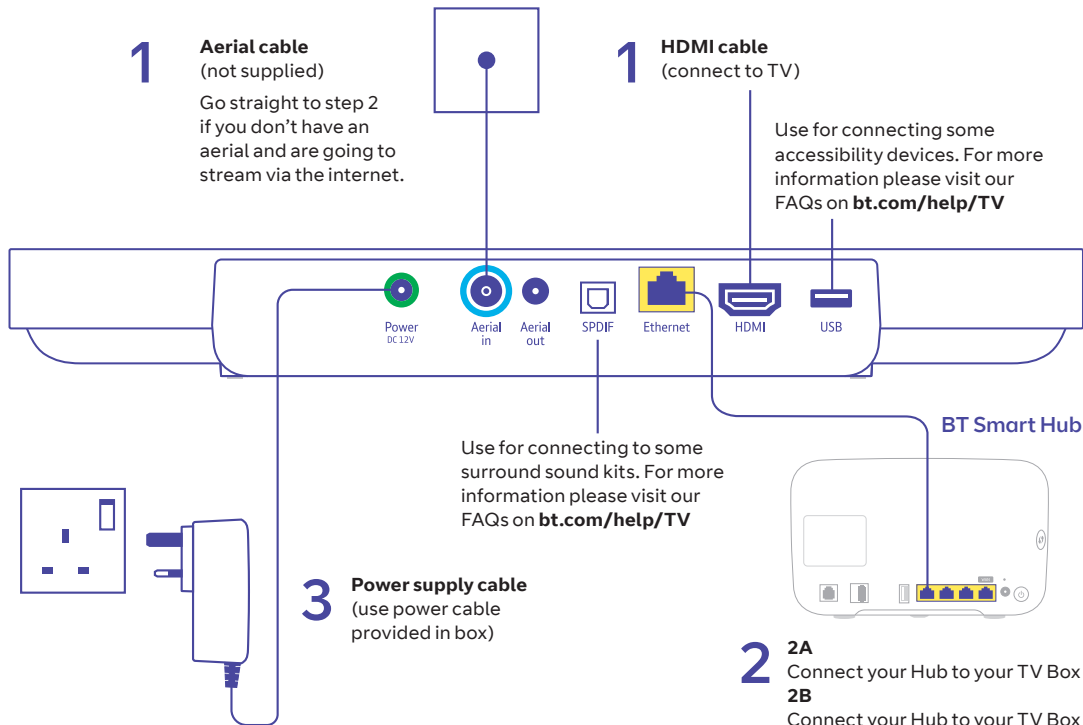 1
Aerial cable
(not supplied)
Go straight to step 2
if you don’t have an
aerial and are going to
stream via the internet.
1
HDMI cable
(connect to TV)
Use for connecting some
accessibility devices. For more
information please visit our
FAQs on bt.com/help/TV
Power
DC 12V
Aerial
in
Aerial
out
SPDIF
Ethernet
HDMI
USB
Use for connecting to some
surround sound kits. For more
information please visit our
FAQs on bt.com/help/TV
BT Smart Hub
3
Power supply cable
(use power cable
provided in box)
2
2A
Connect your Hub to your TV Box
2B
Connect your Hub to your TV Box